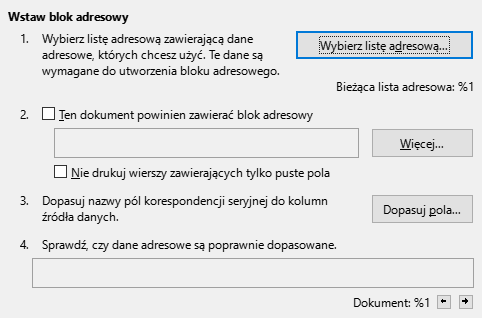 Wstaw blok adresowy
1. Wybierz listę adresową zawierającą dane
adresowe, których chcesz użyć. Te dane są
wymagane do utworzenia bloku adresowego.
Wybierz listę adresową...
Bieżąca lista adresowa: %1
2. Ten dokument powinien zawierać blok adresowy
Więcej...
Nie drukuj wierszy zawierających tylko puste pola
3. Dopasuj nazwy pól korespondencji seryjnej do kolumn
źródła danych.
Dopasuj pola...
4. Sprawdź, czy dane adresowe są poprawnie dopasowane.
Dokument: %1